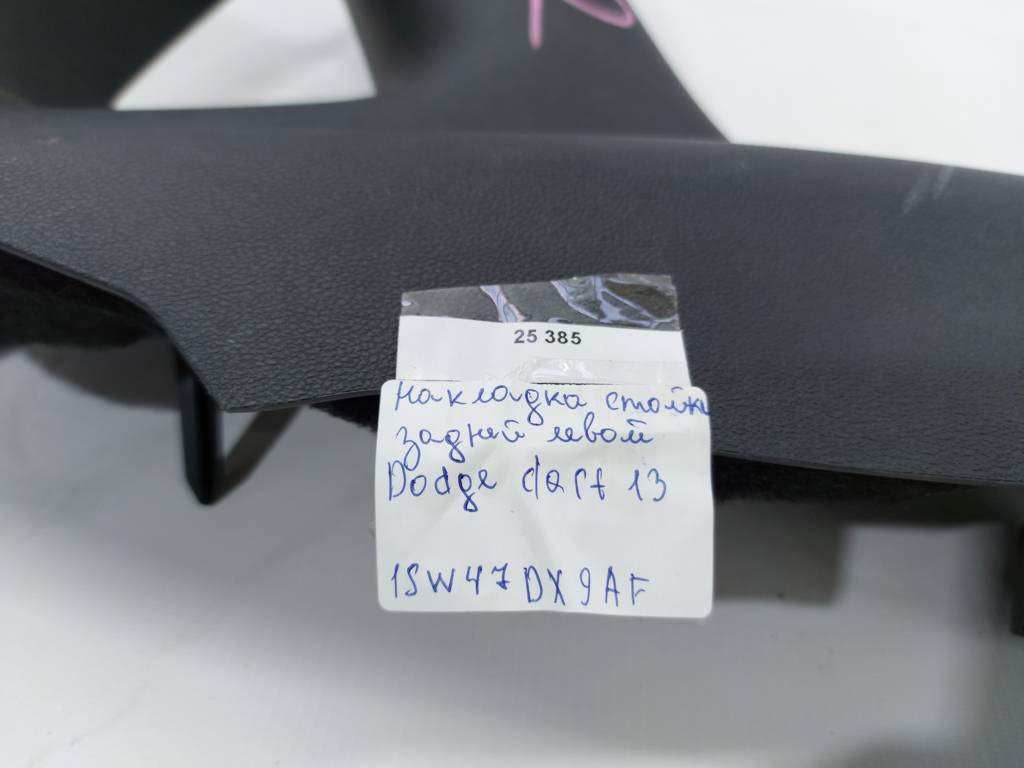 25 385
накладка стойки
задней левой
Dodge dart 13
1SW47DX9AF